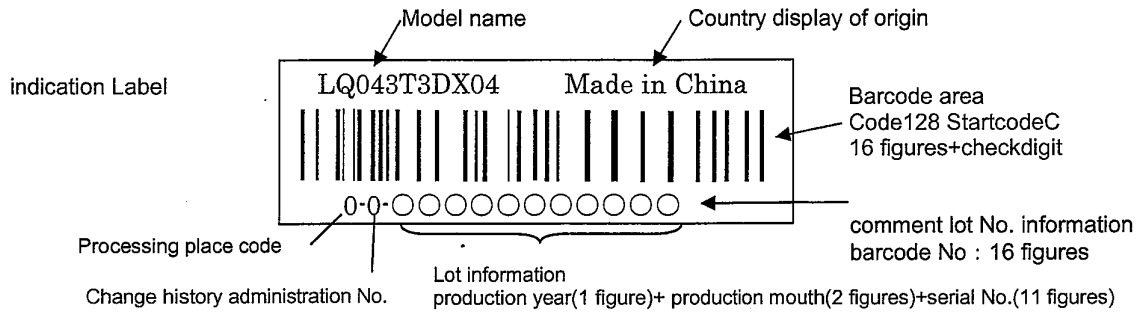 Model name
Country display of origin
indication Label
LQ043T3DX04 Made in China
Barcode area
Code128 StartcodeC
16 figures+checkdigit
0-0-○○○○○○○○○○○
Processing place code
comment lot No. information
barcode No : 16 figures
Change history administration No.
Lot information
production year(1 figure)+ production mouth(2 figures)+serial No.(11 figures)